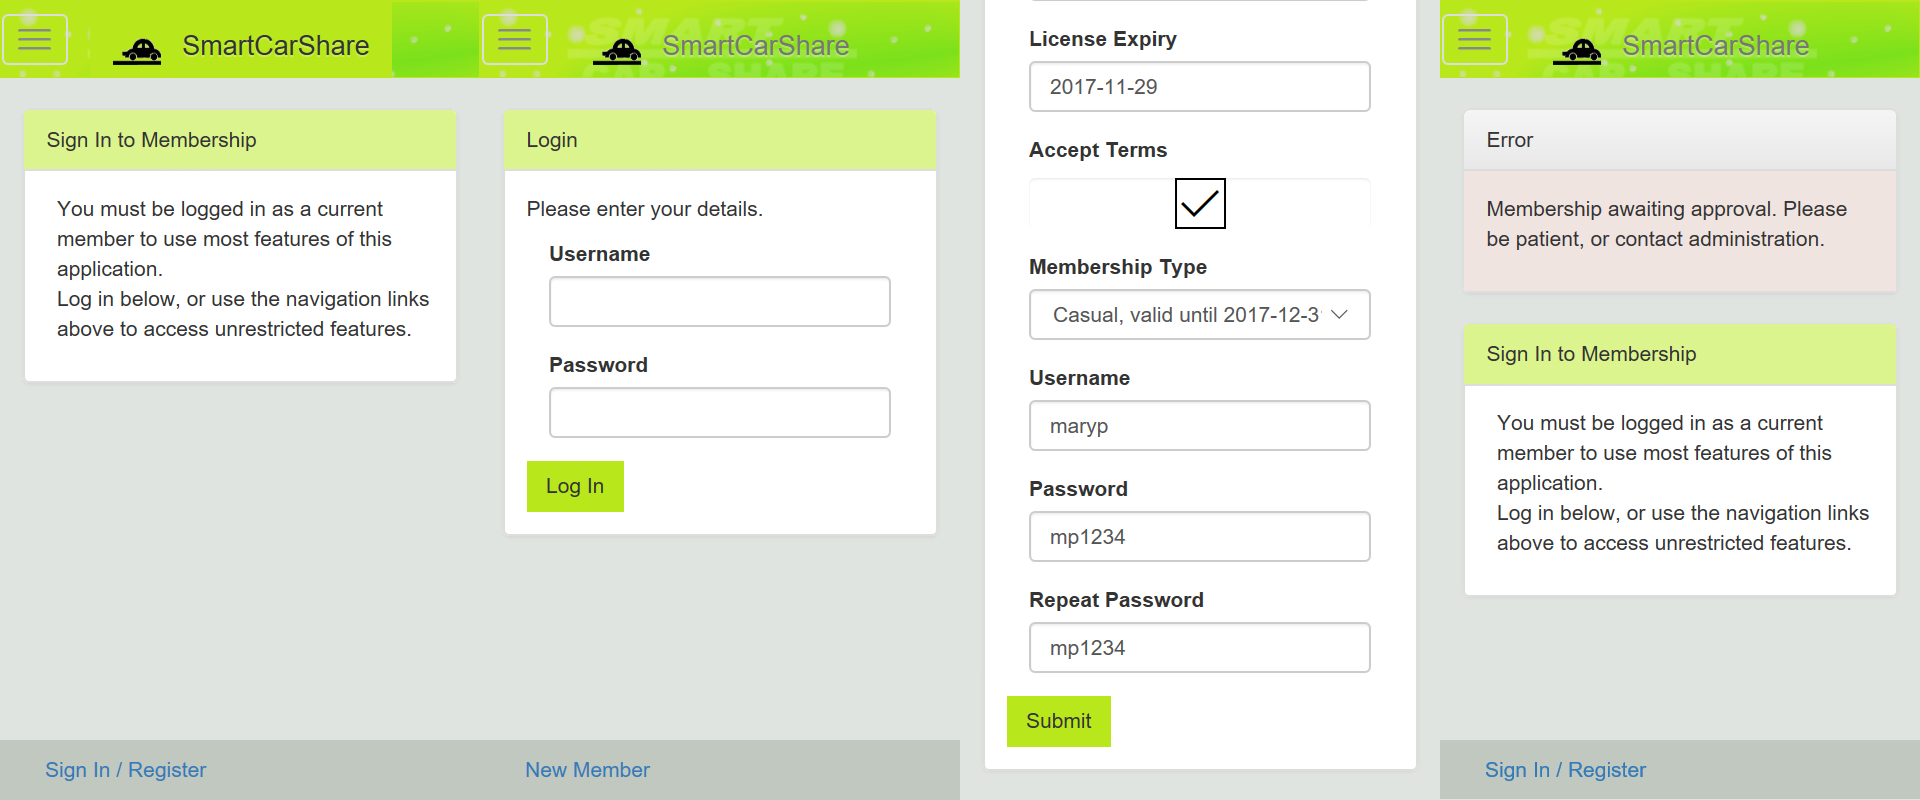 SmartCarShare
Sign In to Membership
You must be logged in as a current
member to use most features of this
application.
Log in below, or use the navigation links
above to access unrestricted features.
Sign In / Register
SMART
CAR SHARE
SmartCarShare
Login
Please enter your details.
Username
Password
Log In
New Member
License Expiry
2017-11-29
Accept Terms
Membership Type
Casual, valid until 2017-12-3
Username
maryp
Password
mp1234
Repeat Password
mp1234
Submit
SMART
CAR SHARE
SmartCarShare
Error
Membership awaiting approval. Please
be patient, or contact administration.
Sign In to Membership
You must be logged in as a current
member to use most features of this
application.
Log in below, or use the navigation links
above to access unrestricted features.
Sign In / Register